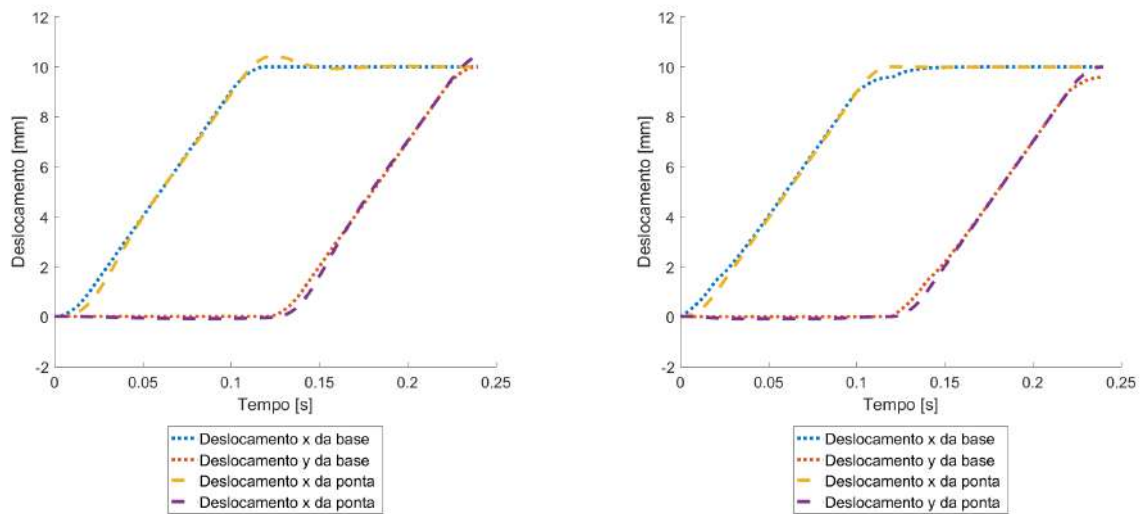 12
10
8
6
4
2
0
-2
Deslocamento [mm]
0
0.05
0.1
0.15
0.2
0.25
Tempo [s]
Deslocamento x da base
Deslocamento y da base
Deslocamento x da ponta
Deslocamento x da ponta
12
10
8
6
4
2
0
-2
Deslocamento [mm]
0
0.05
0.1
0.15
0.2
0.25
Tempo [s]
Deslocamento x da base
Deslocamento y da base
Deslocamento x da ponta
Deslocamento y da ponta